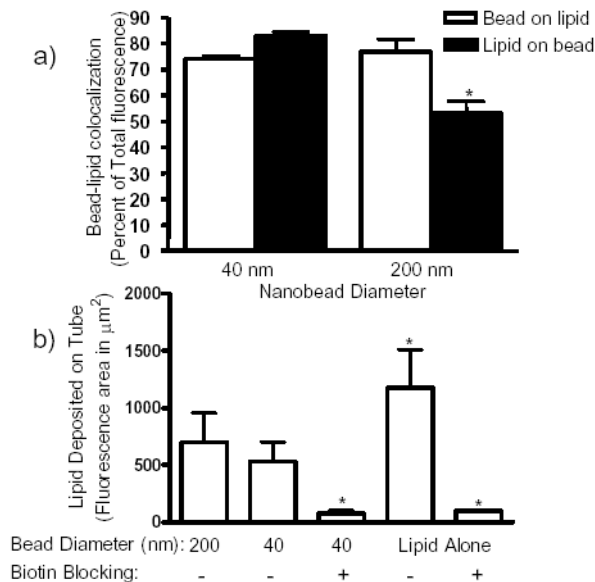 a)
Bead-lipid colocalization
(Percent of Total fluorescence)
90
80
70
60
50
40
30
20
10
0
Bead on lipid
Lipid on bead
*
40 nm
200 nm
Nanobead Diameter
b)
Lipid Deposited on Tube
(Fluorescence area in μm²)
2000
1500
1000
500
0
*
*
*
Bead Diameter (nm): 200 40 40 Lipid Alone
Biotin Blocking: - - + - +